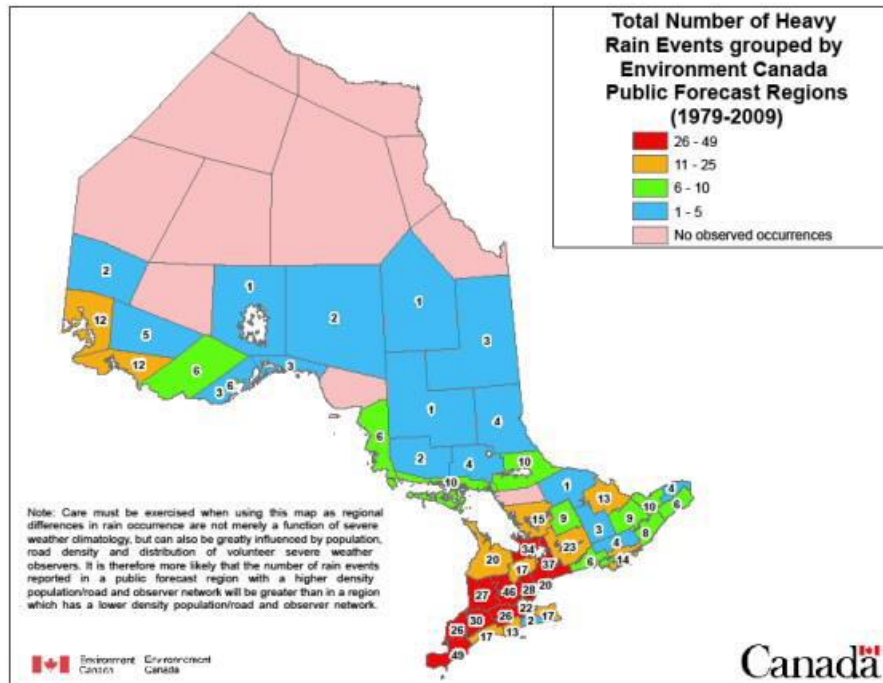 Total Number of Heavy
Rain Events grouped by
Environment Canada
Public Forecast Regions
(1979-2009)
26 - 49
11 - 25
6 - 10
1 - 5
No observed occurrences
2
1
2
1
3
12
5
12
6
3
6
3
1
4
6
2
4
10
10
1
13
4
10
6
9
15
9
3
8
4
14
34
23
6
20
37
17
27
46
28
20
22
17
30
26
2
26
17
13
49
Note: Care must be exercised when using this map as regional
differences in rain occurrence are not merely a function of severe
weather climatology, but can also be greatly influenced by population,
road density and distribution of volunteer severe weather
observers. It is therefore more likely that the number of rain events
reported in a public forecast region with a higher density
population/road and observer network will be greater than in a region
which has a lower density population/road and observer network.
Environment Environnement
Canada Canada
Canada